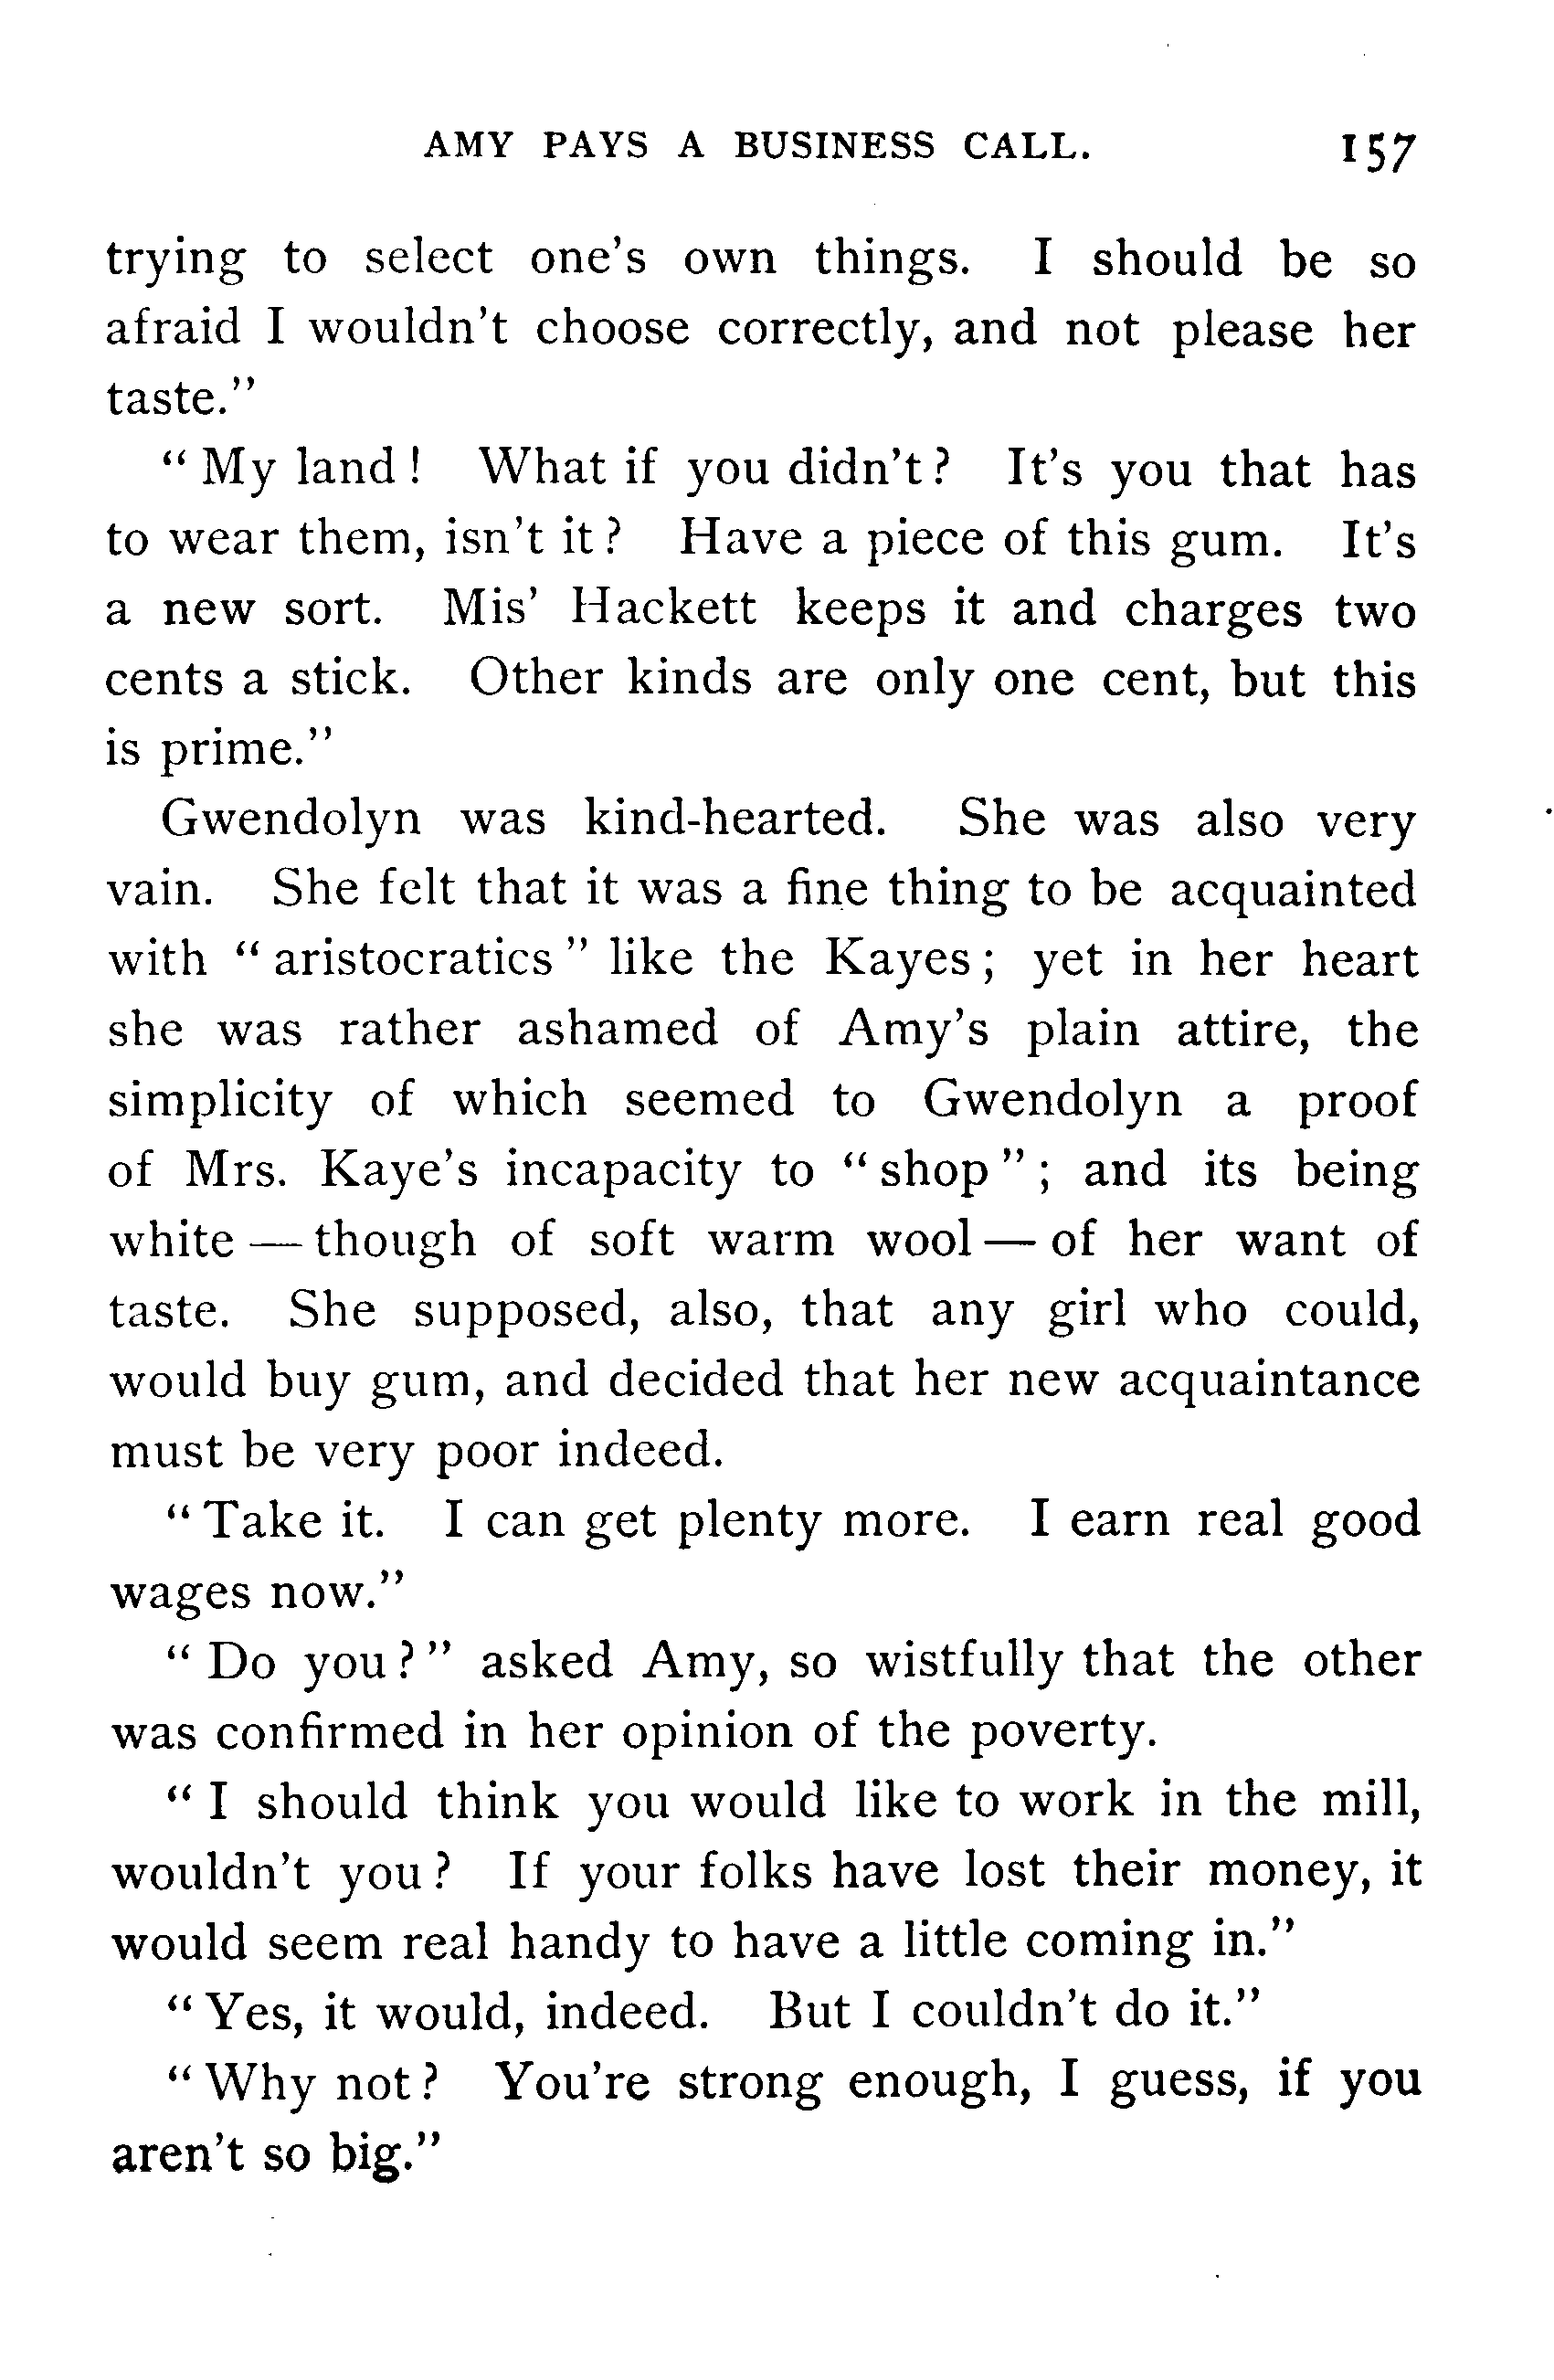 AMY PAYS A BUSINESS CALL. 157
trying to select one's own things. I should be so
afraid I wouldn't choose correctly, and not please her
taste."
"My land! What if you didn't? It's you that has
to wear them, isn't it? Have a piece of this gum. It's
a new sort. Mis' Hackett keeps it and charges two
cents a stick. Other kinds are only one cent, but this
is prime."
Gwendolyn was kind-hearted. She was also very
vain. She felt that it was a fine thing to be acquainted
with "aristocratics" like the Kayes; yet in her heart
she was rather ashamed of Amy's plain attire, the
simplicity of which seemed to Gwendolyn a proof
of Mrs. Kaye's incapacity to "shop"; and its being
white — though of soft warm wool — of her want of
taste. She supposed, also, that any girl who could,
would buy gum, and decided that her new acquaintance
must be very poor indeed.
"Take it. I can get plenty more. I earn real good
wages now."
"Do you?" asked Amy, so wistfully that the other
was confirmed in her opinion of the poverty.
"I should think you would like to work in the mill,
wouldn't you? If your folks have lost their money, it
would seem real handy to have a little coming in."
"Yes, it would, indeed. But I couldn't do it."
"Why not? You're strong enough, I guess, if you
aren't so big."